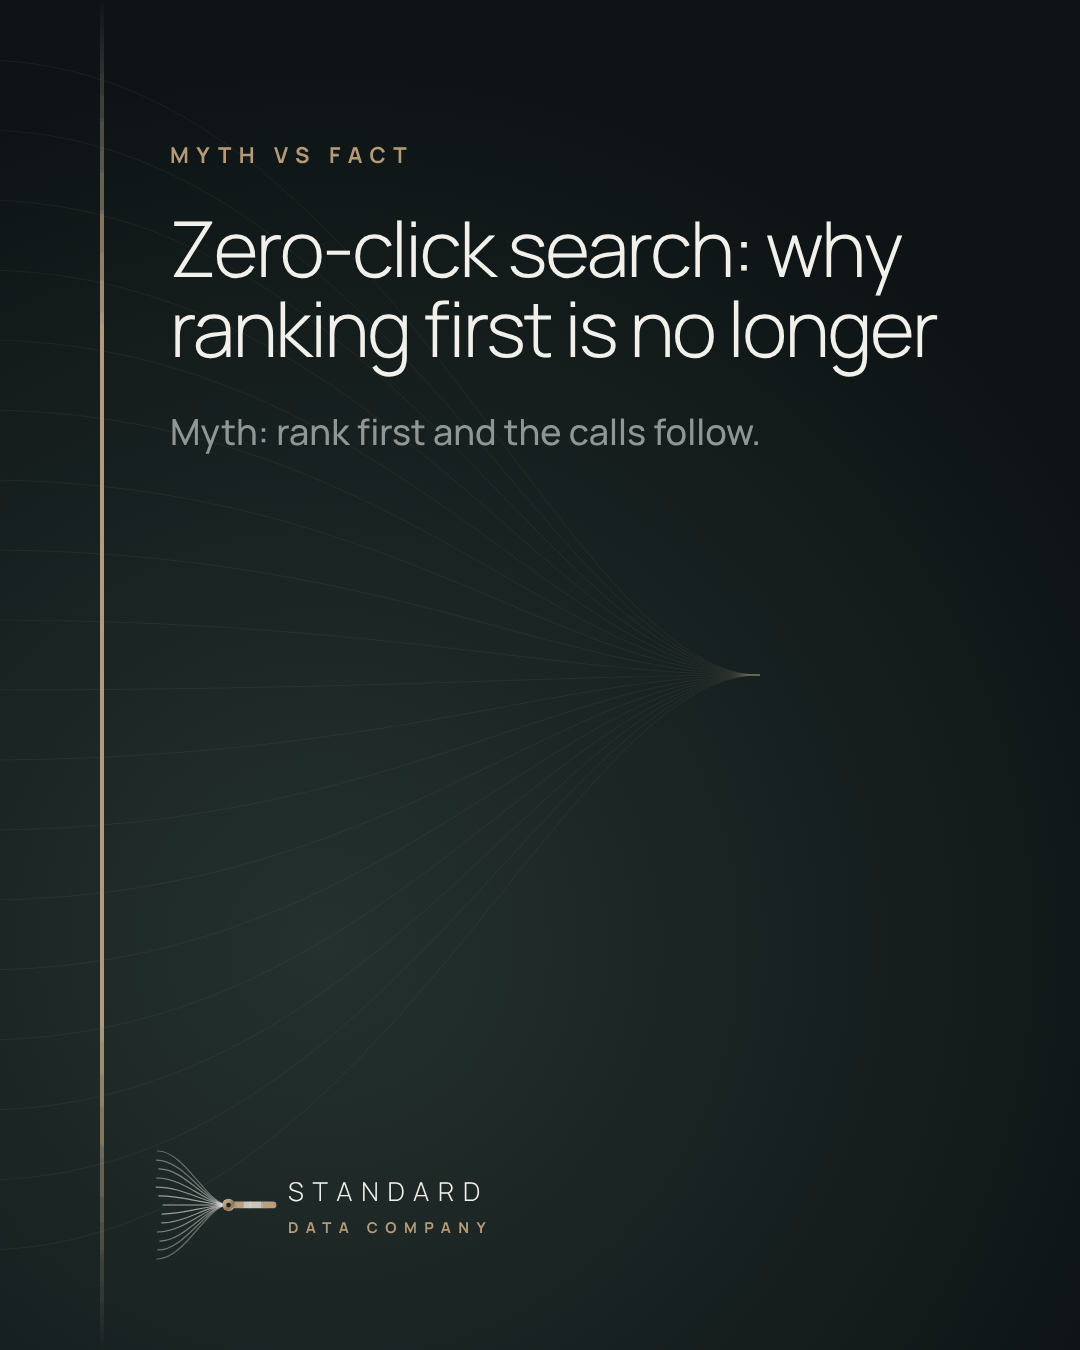 MYTH VS FACT
Zero-click search: why
ranking first is no longer
Myth: rank first and the calls follow.
STANDARD
DATA COMPANY